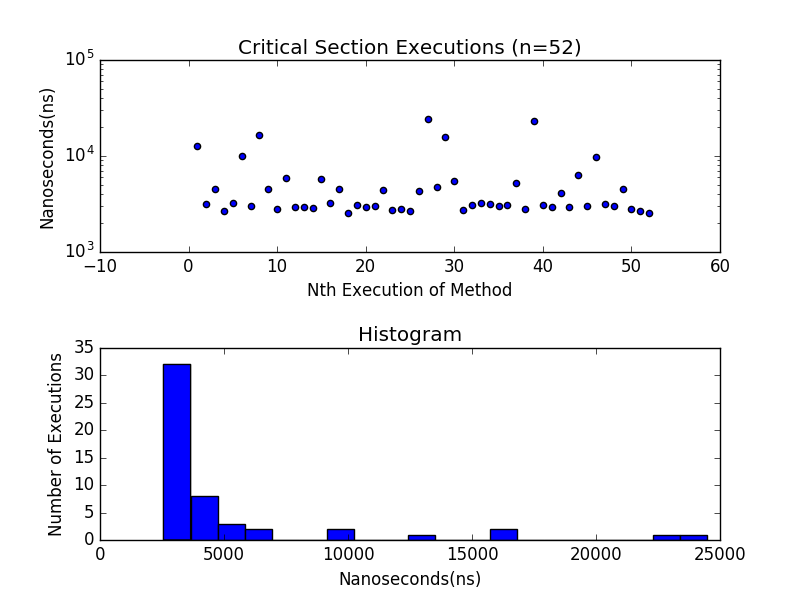 Critical Section Executions (n=52)
10^5
10^4
10^3
Nanoseconds(ns)
−10 0 10 20 30 40 50 60
Nth Execution of Method
Histogram
35
30
25
20
15
10
5
0
Number of Executions
0 5000 10000 15000 20000 25000
Nanoseconds(ns)